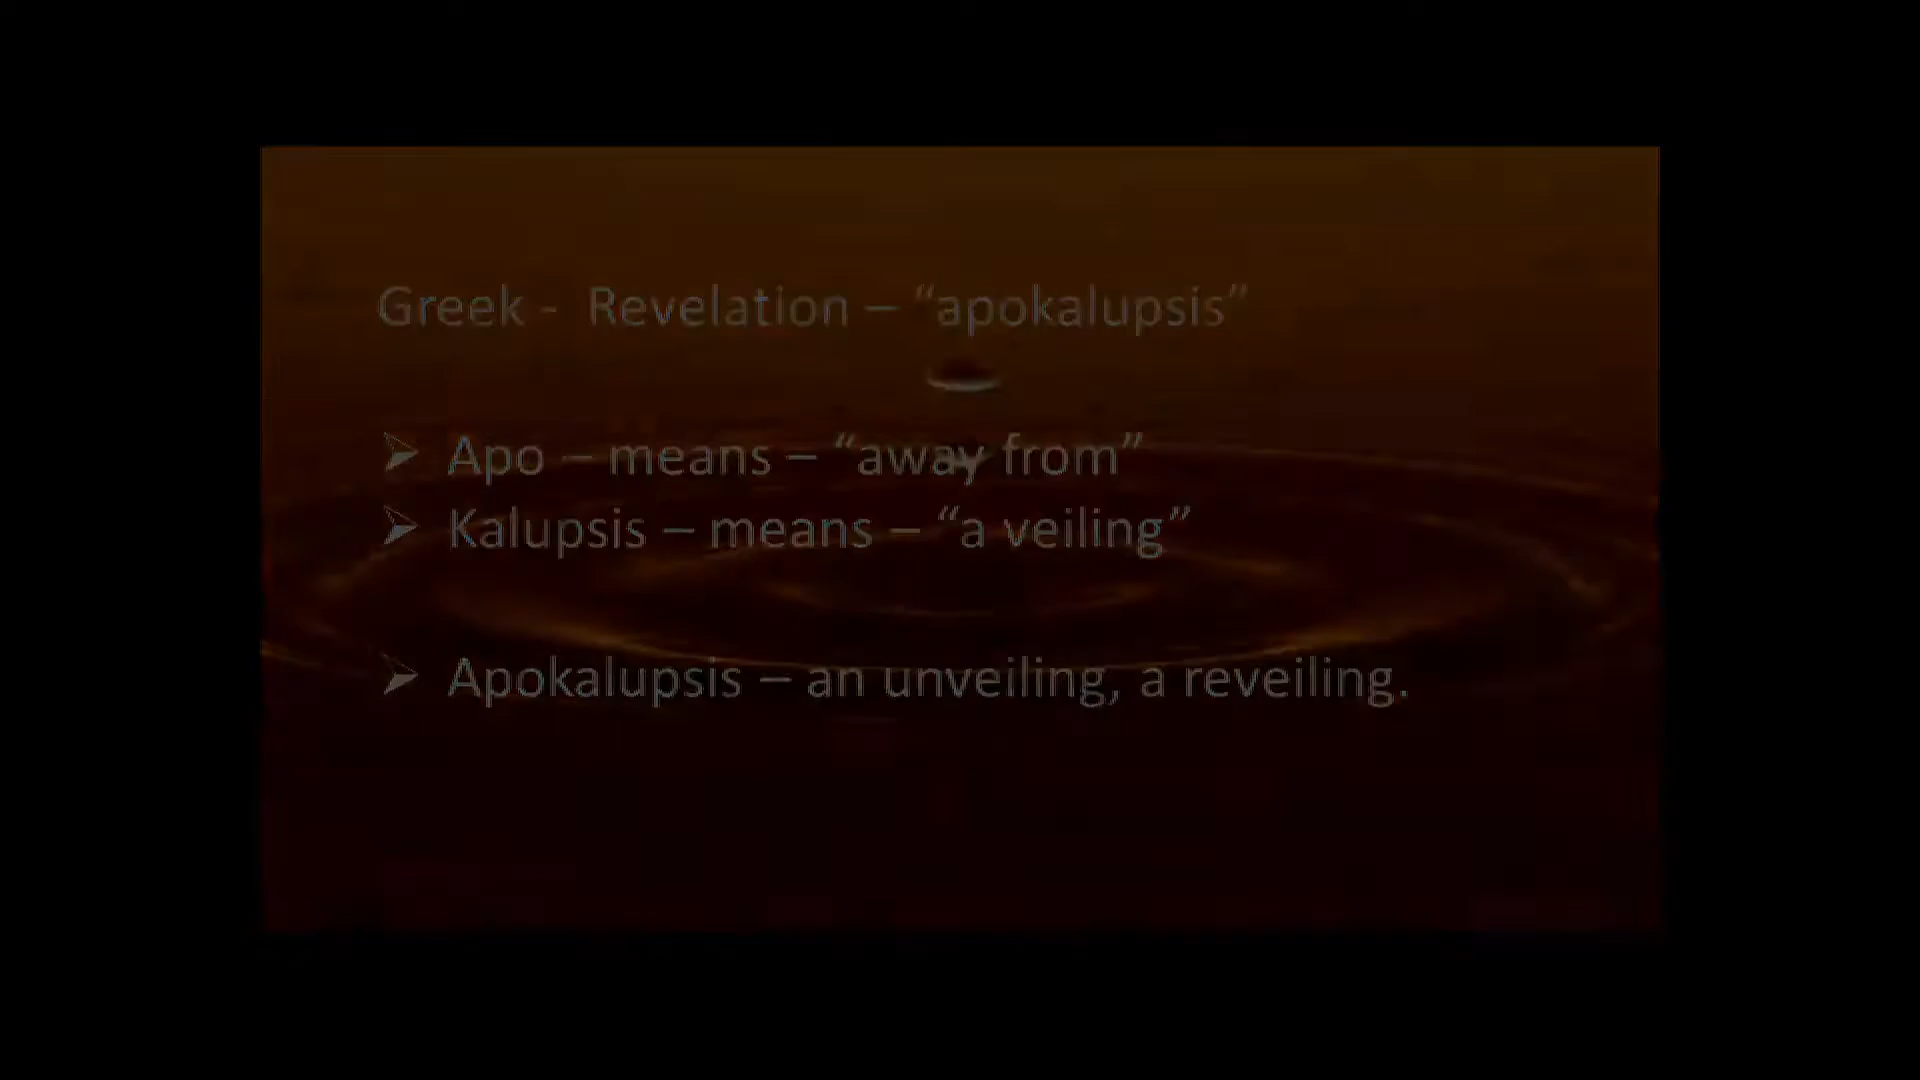 Greek -  Revelation – “apokalupsis”
➢ Apo – means – “away from”
➢ Kalupsis – means – “a veiling”
➢ Apokalupsis – an unveiling, a reveiling.